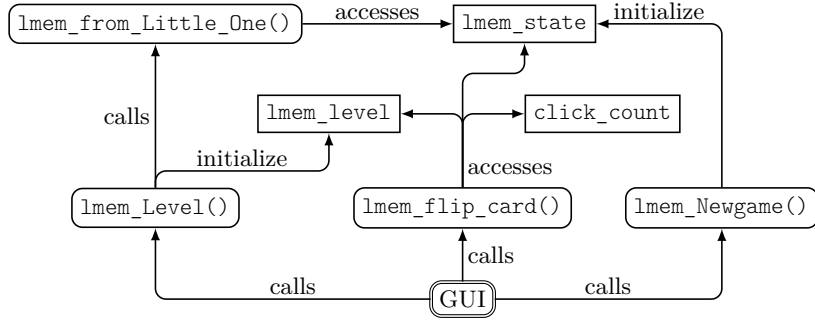 lmem_from_Little_One()
accesses
lmem_state
initialize
calls
lmem_level
click_count
initialize
accesses
lmem_Level()
lmem_flip_card()
lmem_Newgame()
calls
calls
GUI
calls